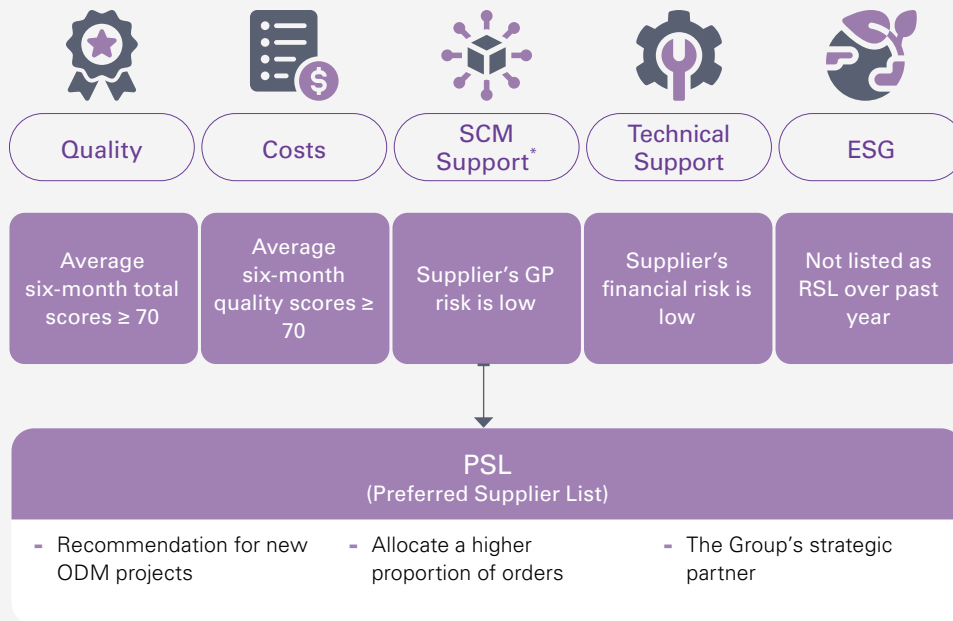 Quality
Costs
SCM
Support*
Technical
Support
ESG
Average
six-month total
scores ≥ 70
Average
six-month
quality scores ≥
70
Supplier's GP
risk is low
Supplier's
financial risk is
low
Not listed as
RSL over past
year
PSL
(Preferred Supplier List)
- Recommendation for new
ODM projects
- Allocate a higher
proportion of orders
- The Group's strategic
partner